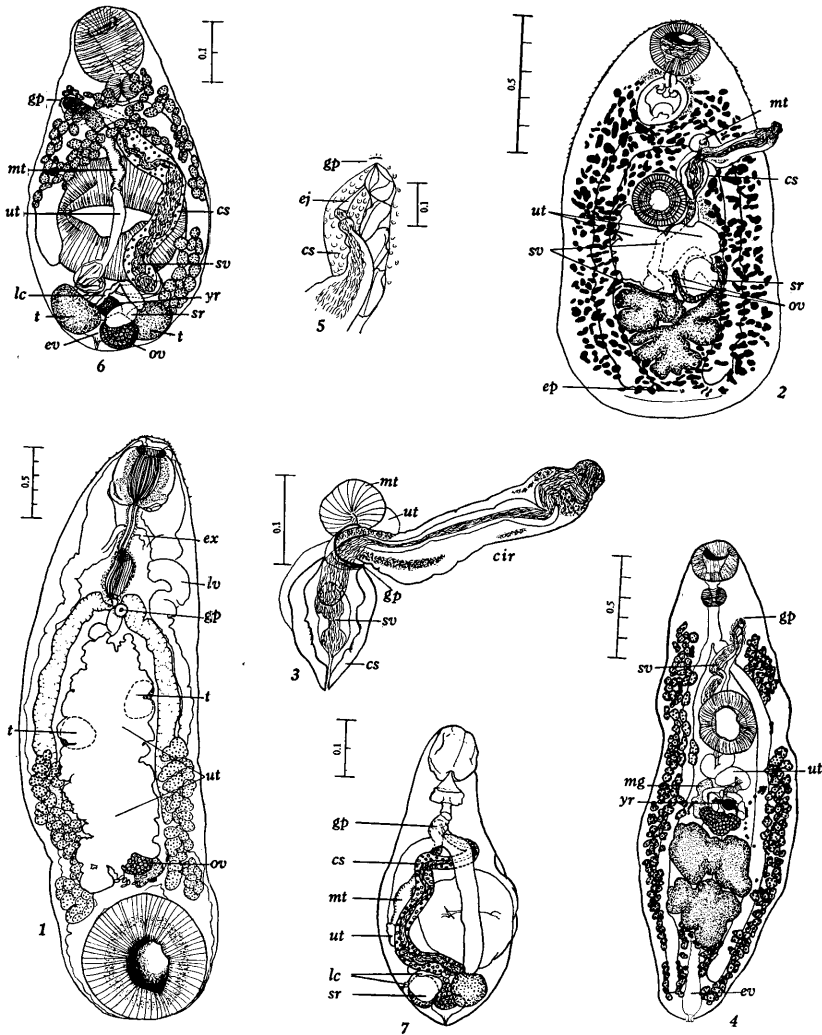 0.1
gp
mt
ut
cs
sv
lc
yr
t
sr
ev
t
ov
6
gp
ej
cs
0.1
5
0.5
mt
cs
ut
sv
sr
ov
ep
2
0.5
ex
lv
gp
t
t
ut
ov
1
0.1
mt
ut
cir
gp
sv
cs
3
0.1
gp
cs
mt
ut
lc
sr
7
0.5
gp
sv
ut
mg
yr
ev
4